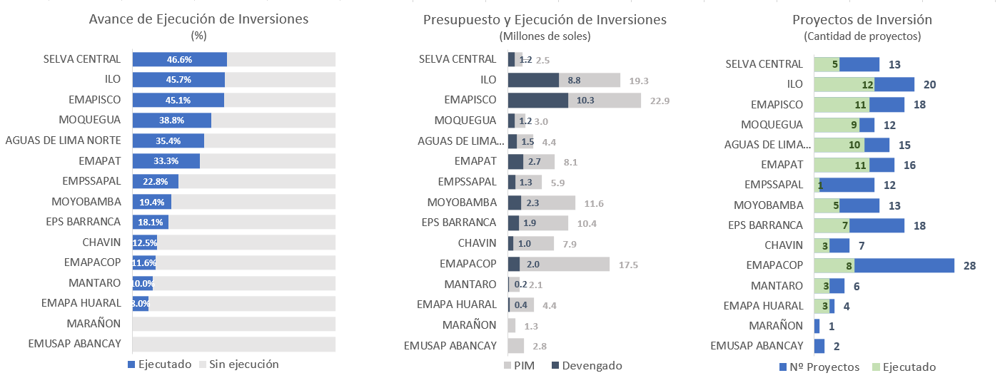 Avance de Ejecución de Inversiones
(%)
SELVA CENTRAL 46.6%
ILO 45.7%
EMAPISCO 45.1%
MOQUEGUA 38.8%
AGUAS DE LIMA NORTE 35.4%
EMAPAT 33.3%
EMPSSAPAL 22.8%
MOYOBAMBA 19.4%
EPS BARRANCA 18.1%
CHAVIN 12.5%
EMAPACOP 11.6%
MANTARO 10.0%
EMAPA HUARAL 8.0%
MARAÑON
EMUSAP ABANCAY
Ejecutado Sin ejecución
Presupuesto y Ejecución de Inversiones
(Millones de soles)
SELVA CENTRAL 1.2 2.5
ILO 8.8 19.3
EMAPISCO 10.3 22.9
MOQUEGUA 1.2 3.0
AGUAS DE LIMA... 1.5 4.4
EMAPAT 2.7 8.1
EMPSSAPAL 1.3 5.9
MOYOBAMBA 2.3 11.6
EPS BARRANCA 1.9 10.4
CHAVIN 1.0 7.9
EMAPACOP 2.0 17.5
MANTARO 0.2 2.1
EMAPA HUARAL 0.4 4.4
MARAÑON 1.3
EMUSAP ABANCAY 2.8
PIM Devengado
Proyectos de Inversión
(Cantidad de proyectos)
SELVA CENTRAL 5 13
ILO 12 20
EMAPISCO 11 18
MOQUEGUA 9 12
AGUAS DE LIMA... 10 15
EMAPAT 11 16
EMPSSAPAL 1 12
MOYOBAMBA 5 13
EPS BARRANCA 7 18
CHAVIN 3 7
EMAPACOP 8 28
MANTARO 3 6
EMAPA HUARAL 3 4
MARAÑON 1
EMUSAP ABANCAY 2
Nº Proyectos Ejecutado